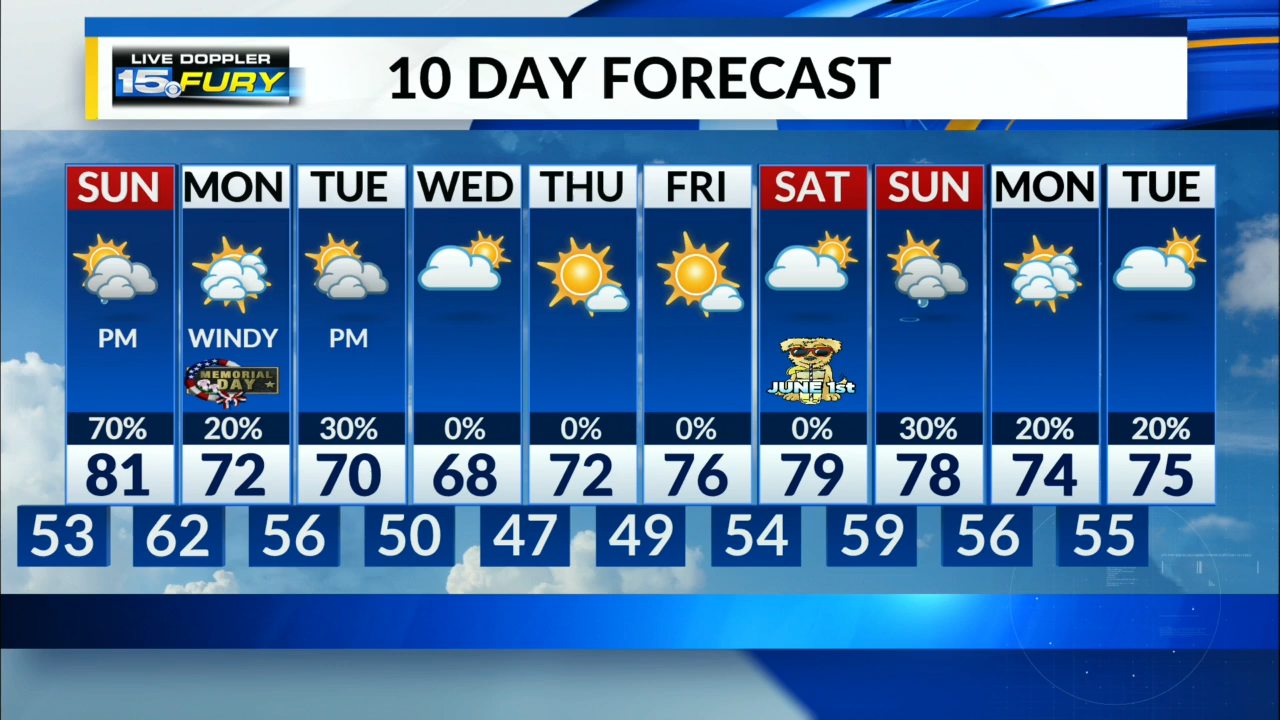 LIVE DOPPLER
15 FURY
10 DAY FORECAST
SUN MON TUE WED THU FRI SAT SUN MON TUE
PM WINDY PM
MEMORIAL
DAY
JUNE 1st
70% 20% 30% 0% 0% 0% 0% 30% 20% 20%
81 72 70 68 72 76 79 78 74 75
53 62 56 50 47 49 54 59 56 55